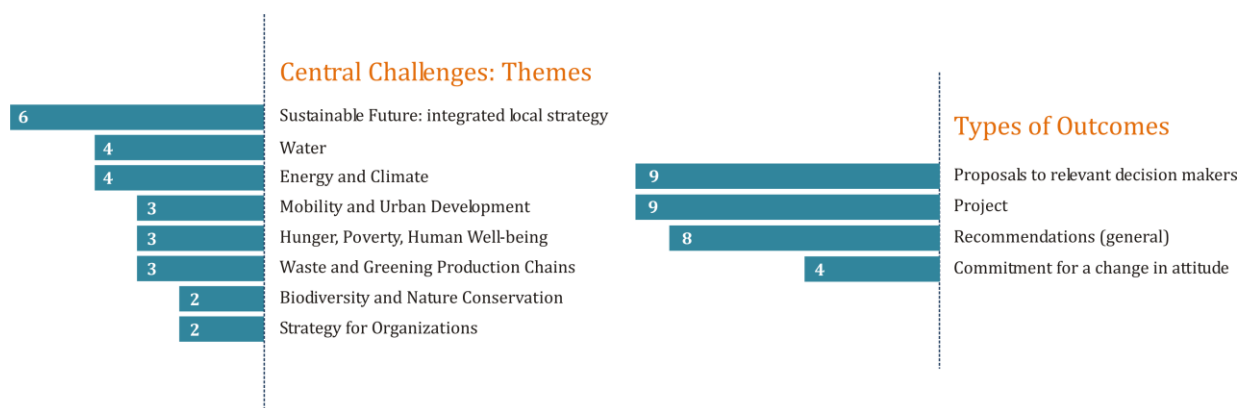 Central Challenges: Themes
6 Sustainable Future: integrated local strategy
4 Water
4 Energy and Climate
3 Mobility and Urban Development
3 Hunger, Poverty, Human Well-being
3 Waste and Greening Production Chains
2 Biodiversity and Nature Conservation
2 Strategy for Organizations
Types of Outcomes
9 Proposals to relevant decision makers
9 Project
8 Recommendations (general)
4 Commitment for a change in attitude